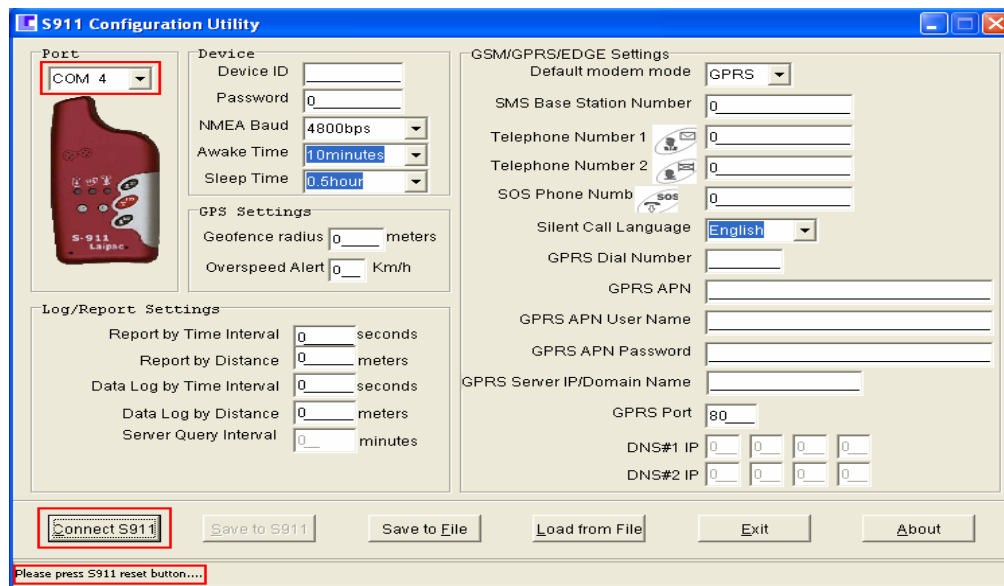 S911 Configuration Utility
Port
COM 4
S-911
Laipac
Device
Device ID
Password 0
NMEA Baud 4800bps
Awake Time 10minutes
Sleep Time 0.5hour
GPS Settings
Geofence radius 0 meters
Overspeed Alert 0 Km/h
Log/Report Settings
Report by Time Interval 0 seconds
Report by Distance 0 meters
Data Log by Time Interval 0 seconds
Data Log by Distance 0 meters
Server Query Interval 0 minutes
GSM/GPRS/EDGE Settings
Default modem mode GPRS
SMS Base Station Number 0
Telephone Number 1 0
Telephone Number 2 0
SOS Phone Numb SOS 0
Silent Call Language English
GPRS Dial Number
GPRS APN
GPRS APN User Name
GPRS APN Password
GPRS Server IP/Domain Name
GPRS Port 80
DNS#1 IP 0 0 0 0
DNS#2 IP 0 0 0 0
Connect S911 Save to S911 Save to File Load from File Exit About
Please press S911 reset button....